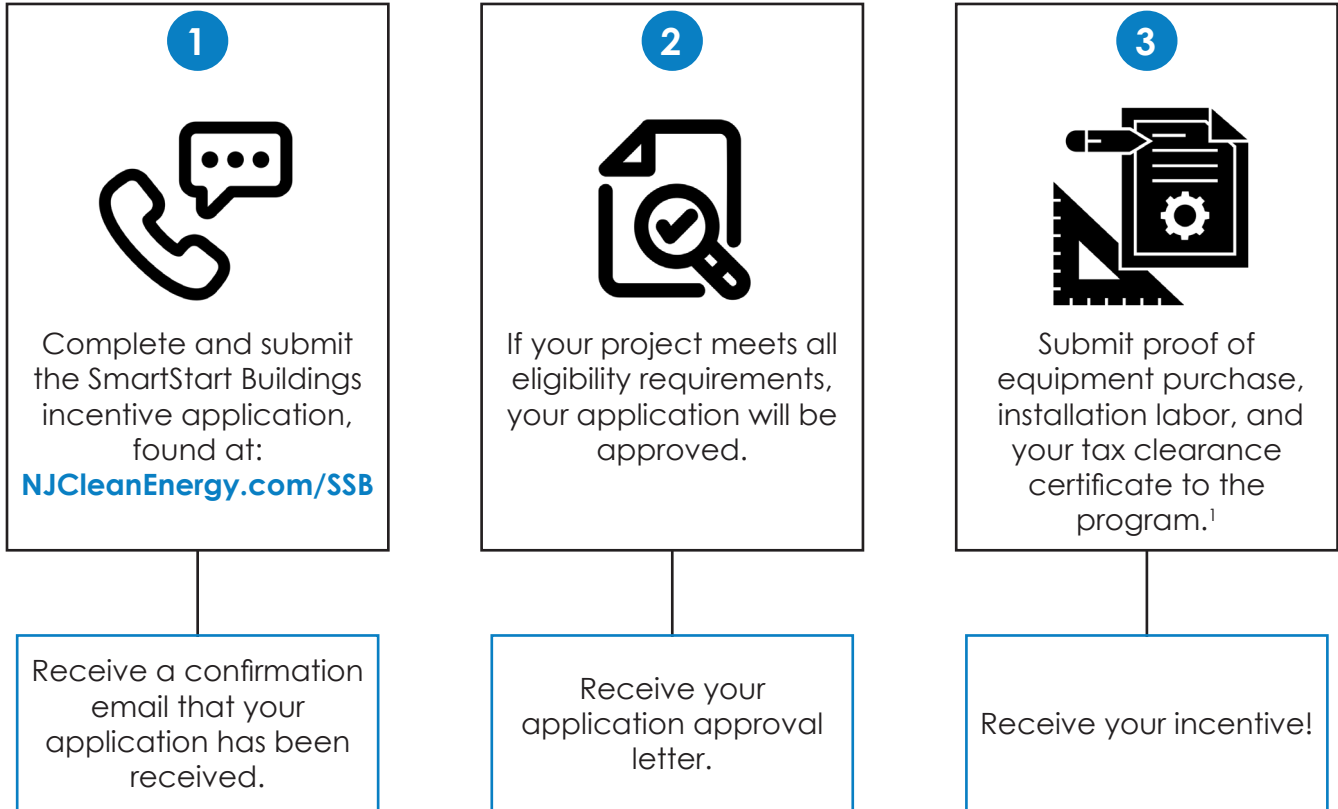 1
Complete and submit
the SmartStart Buildings
incentive application,
found at:
NJCleanEnergy.com/SSB
Receive a confirmation
email that your
application has been
received.
2
If your project meets all
eligibility requirements,
your application will be
approved.
Receive your
application approval
letter.
3
Submit proof of
equipment purchase,
installation labor, and
your tax clearance
certificate to the
program.¹
Receive your incentive!